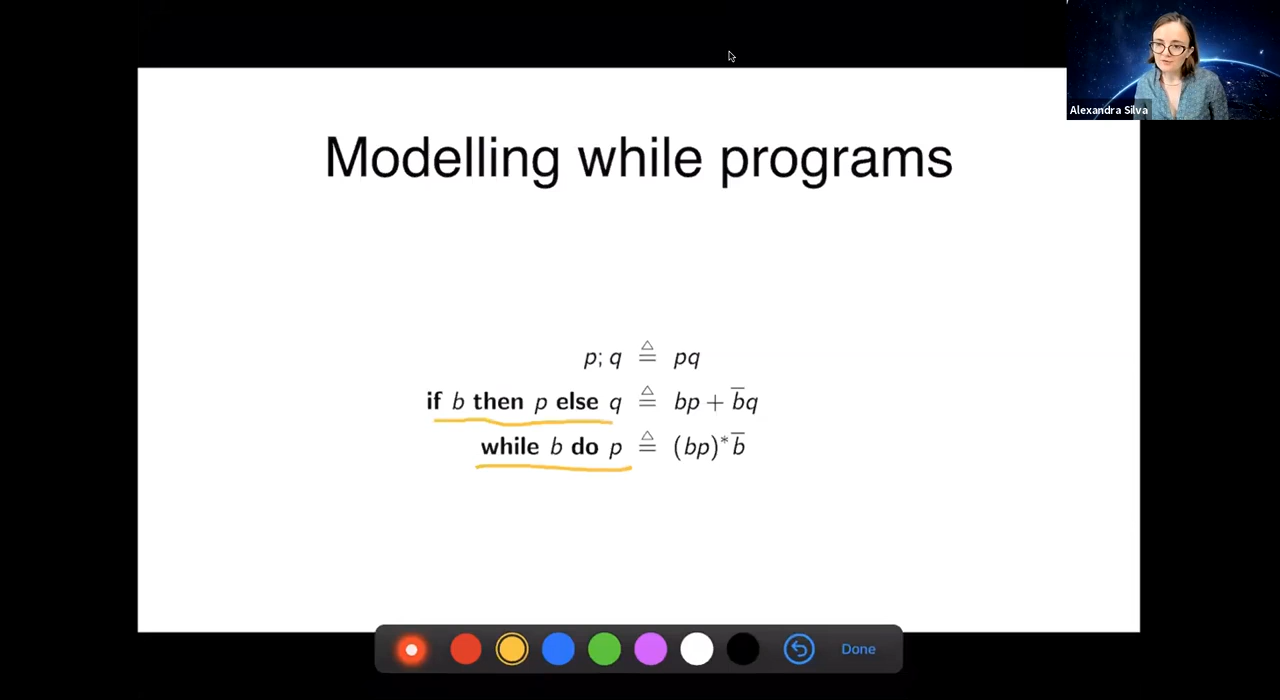 Alexandra Silva
Modelling while programs
p; q ≜ pq
if b then p else q ≜ bp + b̅q
while b do p ≜ (bp)*b̅
Done